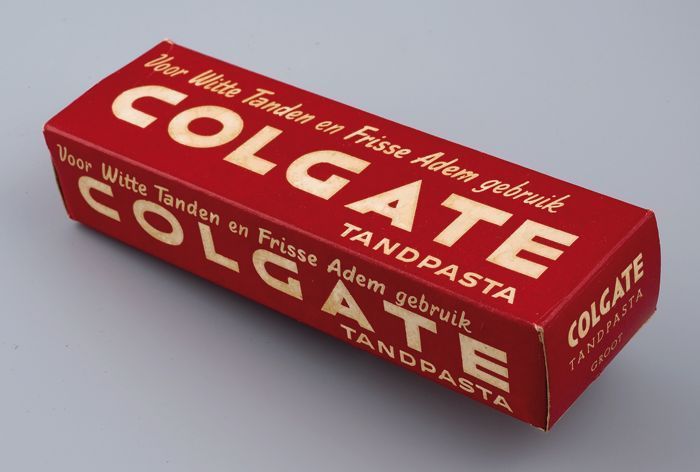 Voor Witte Tanden en Frisse Adem gebruik
COLGATE
TANDPASTA
Voor Witte Tanden en Frisse Adem gebruik
COLGATE
TANDPASTA
COLGATE
TANDPASTA
GROOT